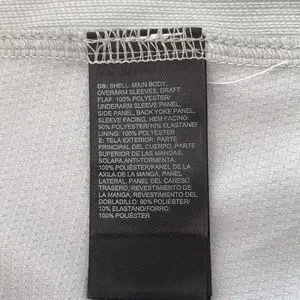 GB: SHELL: MAIN BODY,
OVERARM SLEEVES, DRAFT
FLAP: 100% POLYESTER/
UNDERARM SLEEVE PANEL,
SIDE PANEL, BACK YOKE PANEL,
SLEEVE FACING, HEM FACING:
90% POLYESTER/10% ELASTANE/
LINING: 100% POLYESTER
E: TELA EXTERIOR: PARTE
PRINCIPAL DEL CUERPO, PARTE
SUPERIOR DE LAS MANGAS,
SOLAPA ANTI-TORMENTA:
100% POLIÉSTER/PANEL DE LA
AXILA DE LA MANGA, PANEL
LATERAL, PANEL DEL CANESÚ
TRASERO, REVESTIMIENTO DE
LA MANGA, REVESTIMIENTO DEL
DOBLADILLO: 90% POLIÉSTER/
10% ELASTANO/FORRO:
100% POLIÉSTER